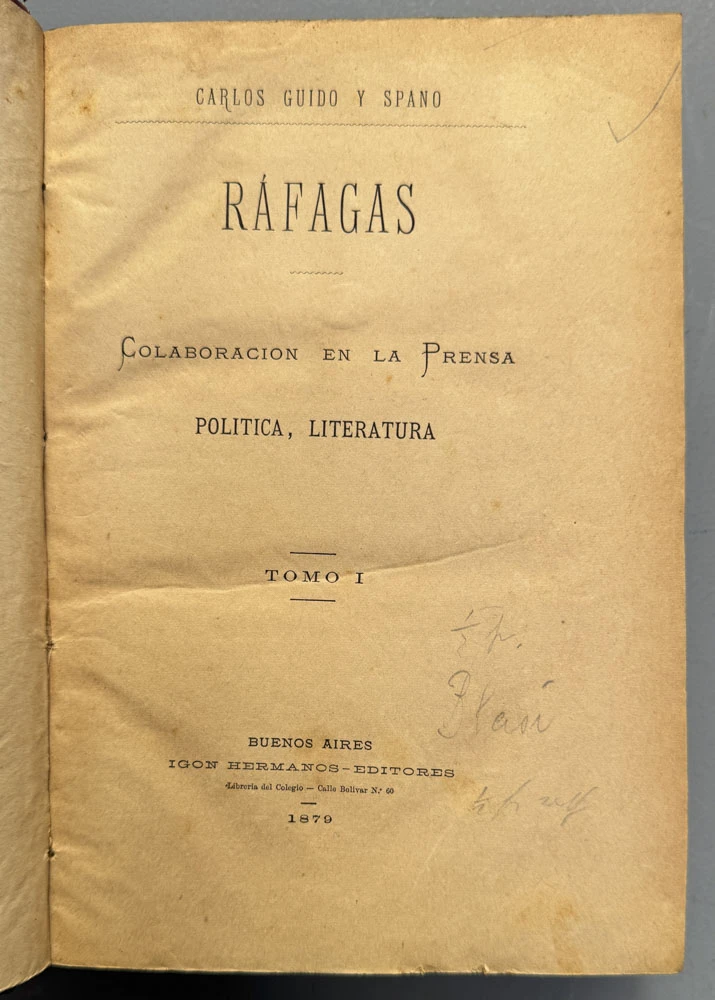 CARLOS GUIDO Y SPANO
RÁFAGAS
COLABORACION EN LA PRENSA
POLITICA, LITERATURA
TOMO I
BUENOS AIRES
IGON HERMANOS-EDITORES
Libreria del Colegio — Calle Bolivar N.º 60
1879